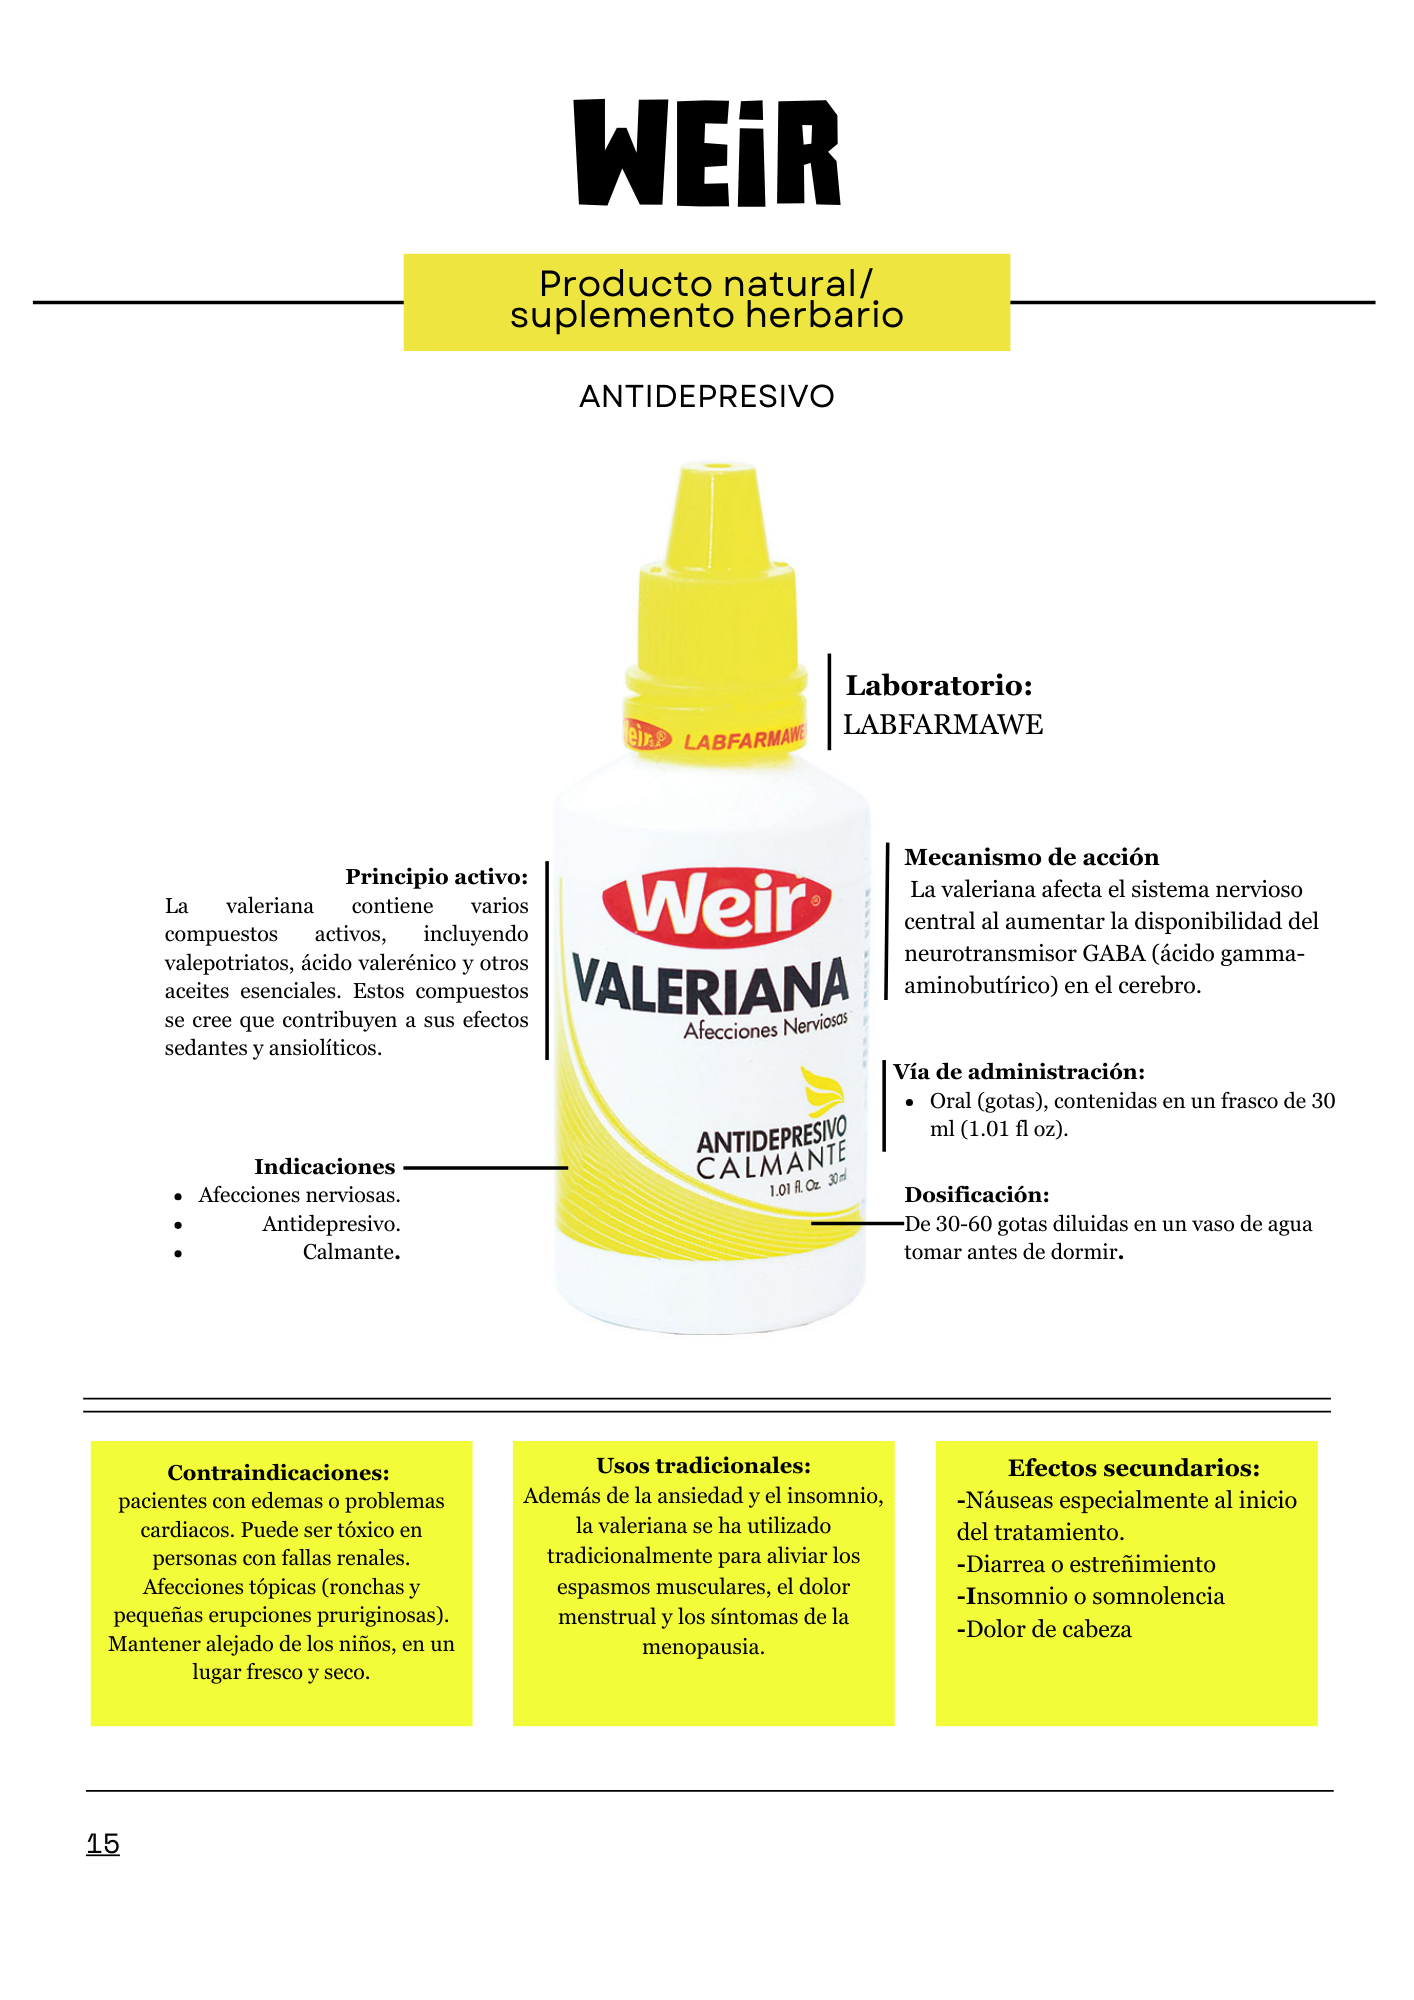 WEiR
Producto natural/
suplemento herbario
ANTIDEPRESIVO
Laboratorio:
LABFARMAWE
eir®
LABFARMAWE
Principio activo:
La valeriana contiene varios
compuestos activos, incluyendo
valepotriatos, ácido valerénico y otros
aceites esenciales. Estos compuestos
se cree que contribuyen a sus efectos
sedantes y ansiolíticos.
Mecanismo de acción
La valeriana afecta el sistema nervioso
central al aumentar la disponibilidad del
neurotransmisor GABA (ácido gamma-
aminobutírico) en el cerebro.
Weir®
VALERIANA
Afecciones Nerviosas
ANTIDEPRESIVO
CALMANTE
1.01 fl. Oz. 30 ml
Vía de administración:
• Oral (gotas), contenidas en un frasco de 30
ml (1.01 fl oz).
Indicaciones
• Afecciones nerviosas.
• Antidepresivo.
• Calmante.
Dosificación:
De 30-60 gotas diluidas en un vaso de agua
tomar antes de dormir.
Contraindicaciones:
pacientes con edemas o problemas
cardiacos. Puede ser tóxico en
personas con fallas renales.
Afecciones tópicas (ronchas y
pequeñas erupciones pruriginosas).
Mantener alejado de los niños, en un
lugar fresco y seco.
Usos tradicionales:
Además de la ansiedad y el insomnio,
la valeriana se ha utilizado
tradicionalmente para aliviar los
espasmos musculares, el dolor
menstrual y los síntomas de la
menopausia.
Efectos secundarios:
-Náuseas especialmente al inicio
del tratamiento.
-Diarrea o estreñimiento
-Insomnio o somnolencia
-Dolor de cabeza
15